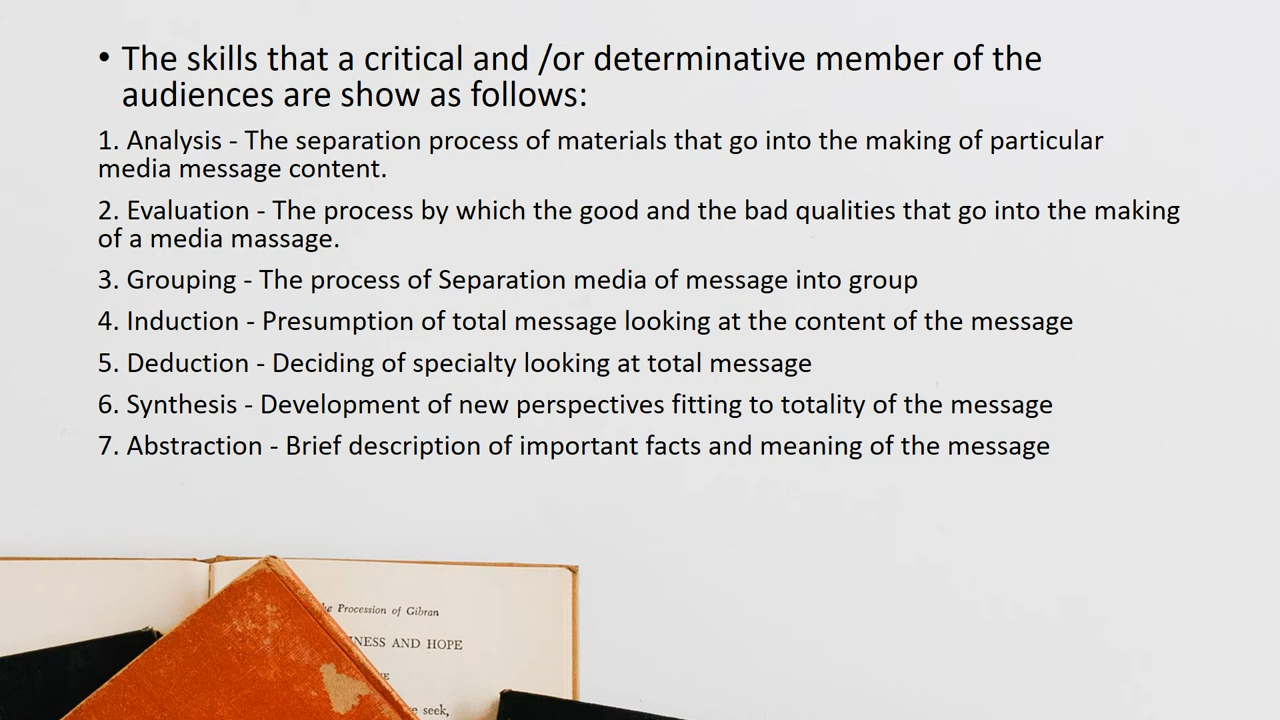 • The skills that a critical and /or determinative member of the
audiences are show as follows:
1. Analysis - The separation process of materials that go into the making of particular
media message content.
2. Evaluation - The process by which the good and the bad qualities that go into the making
of a media massage.
3. Grouping - The process of Separation media of message into group
4. Induction - Presumption of total message looking at the content of the message
5. Deduction - Deciding of specialty looking at total message
6. Synthesis - Development of new perspectives fitting to totality of the message
7. Abstraction - Brief description of important facts and meaning of the message
Procession of Gibran
AND HOPE
seek,